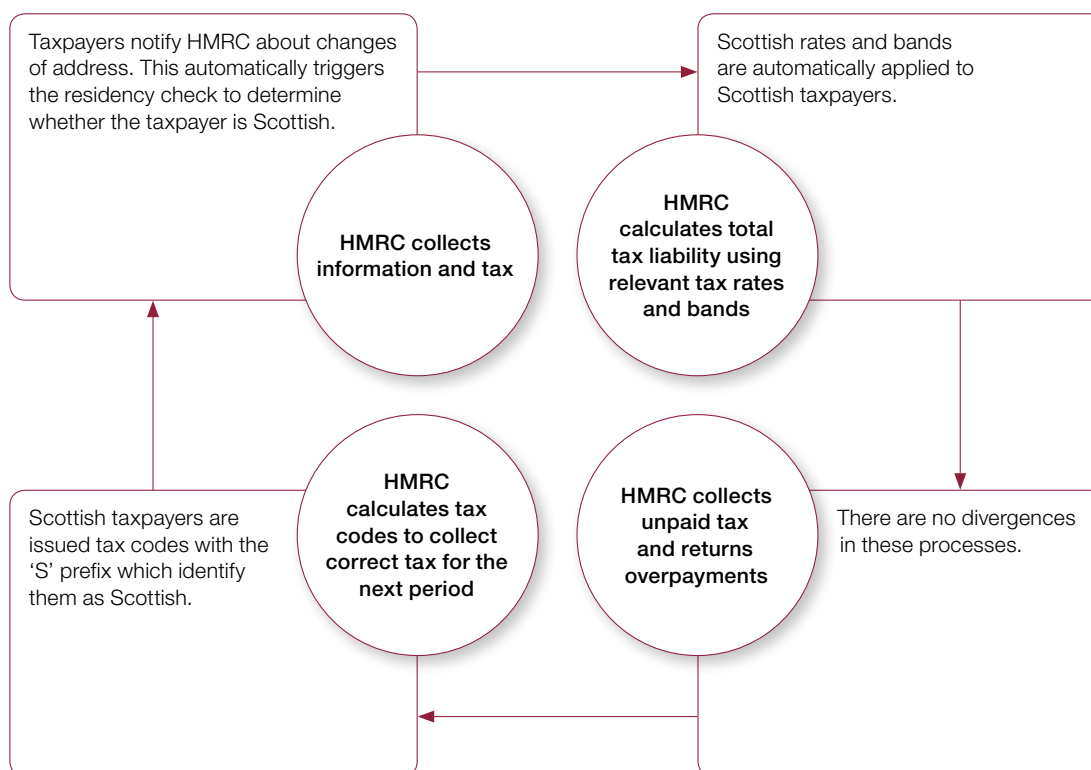 Taxpayers notify HMRC about changes
of address. This automatically triggers
the residency check to determine
whether the taxpayer is Scottish.
HMRC collects
information and tax
Scottish rates and bands
are automatically applied to
Scottish taxpayers.
HMRC
calculates total
tax liability using
relevant tax rates
and bands
There are no divergences
in these processes.
HMRC collects
unpaid tax
and returns
overpayments
HMRC
calculates tax
codes to collect
correct tax for the
next period
Scottish taxpayers are
issued tax codes with the
‘S’ prefix which identify
them as Scottish.